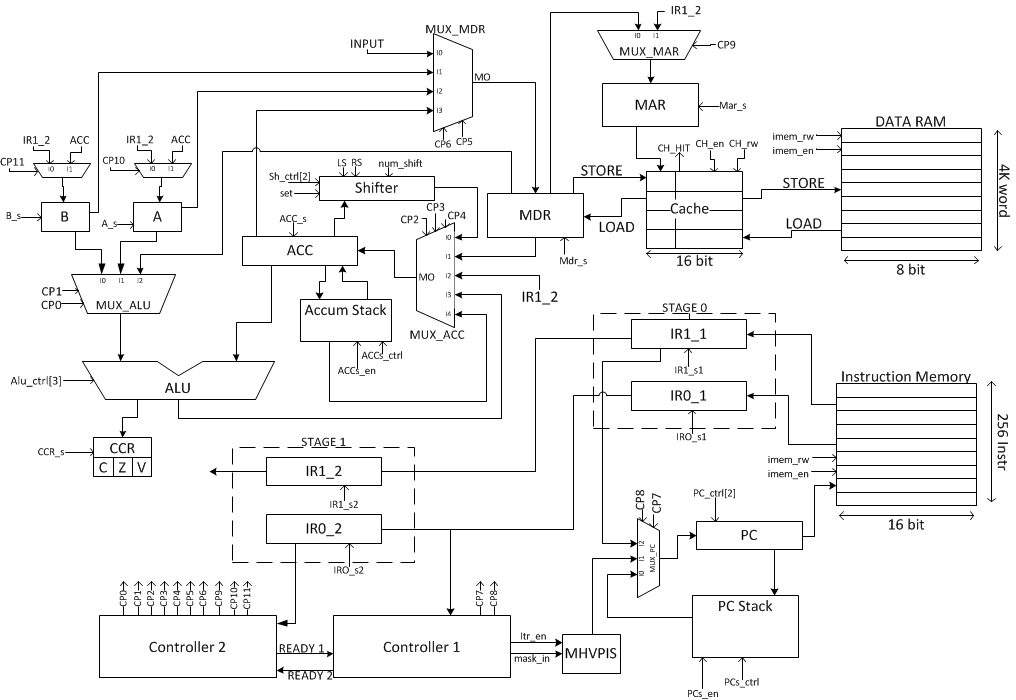 IR1_2
MUX_MDR
I0 I1
MUX_MAR
CP9
INPUT
I0
I1
I2
I3
MO
CP6
CP5
MAR
Mar_s
DATA RAM
imem_rw
imem_en
4K word
8 bit
IR1_2 ACC
IR1_2 ACC
CP11
I0 I1
CP10
I0 I1
B_s
B
A_s
A
LS RS num_shift
Sh_ctrl[2]
set
Shifter
CH_HIT
CH_en
CH_rw
STORE
Cache
STORE
LOAD
LOAD
16 bit
MDR
Mdr_s
ACC_s
ACC
CP2
CP3
CP4
I0
I1
I2
I3
I4
MO
MUX_ACC
IR1_2
Accum Stack
ACCs_ctrl
ACCs_en
I0 I1 I2
CP1
CP0
MUX_ALU
Alu_ctrl[3]
ALU
CCR_s
CCR
C Z V
STAGE 0
IR1_1
IR1_s1
IR0_1
IRO_s1
Instruction Memory
imem_rw
imem_en
256 Instr
16 bit
STAGE 1
IR1_2
IR1_s2
IR0_2
IRO_s2
CP8
CP7
I2
I1
I0
MUX_PC
PC_ctrl[2]
PC
PC Stack
PCs_en
PCs_ctrl
CP0
CP1
CP2
CP3
CP4
CP5
CP6
CP9
CP10
CP11
Controller 2
READY 1
READY 2
CP7
CP8
Controller 1
Itr_en
mask_in
MHVPIS